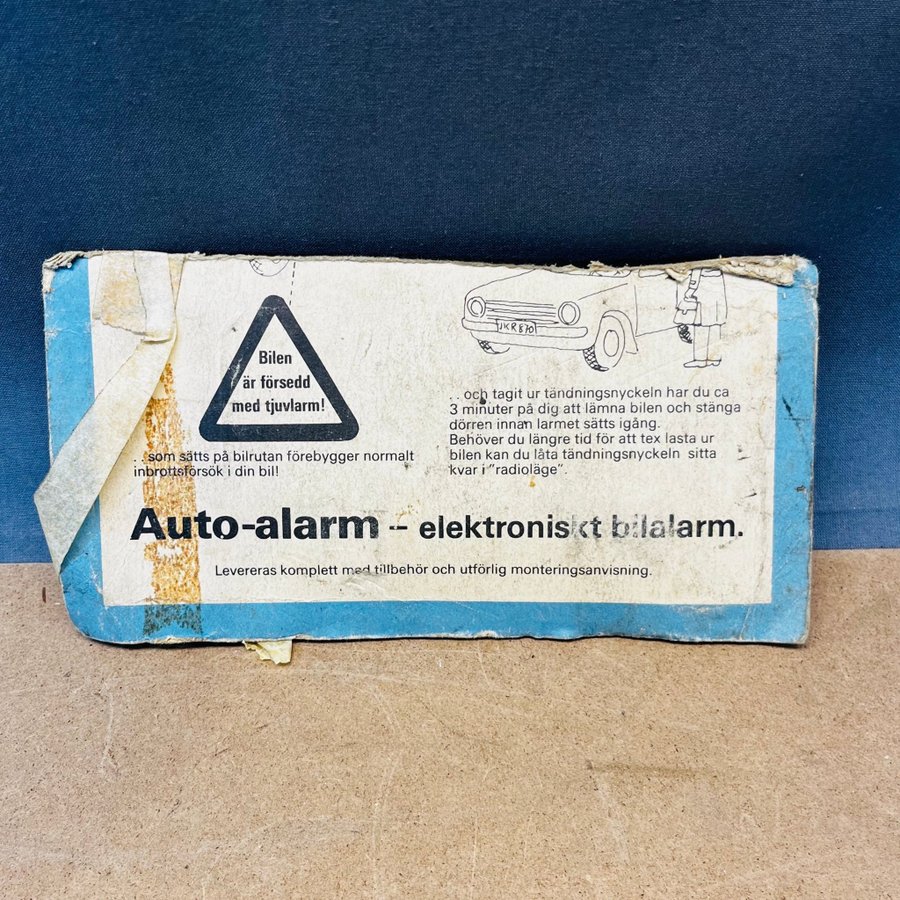 Bilen
är försedd
med tjuvlarm!
. . som sätts på bilrutan förebygger normalt
inbrottsförsök i din bil!
JKR870
. . och tagit ur tändningsnyckeln har du ca
3 minuter på dig att lämna bilen och stänga
dörren innan larmet sätts igång.
Behöver du längre tid för att tex lasta ur
bilen kan du låta tändningsnyckeln sitta
kvar i "radioläge".
Auto-alarm – elektroniskt bilalarm.
Levereras komplett med tillbehör och utförlig monteringsanvisning.